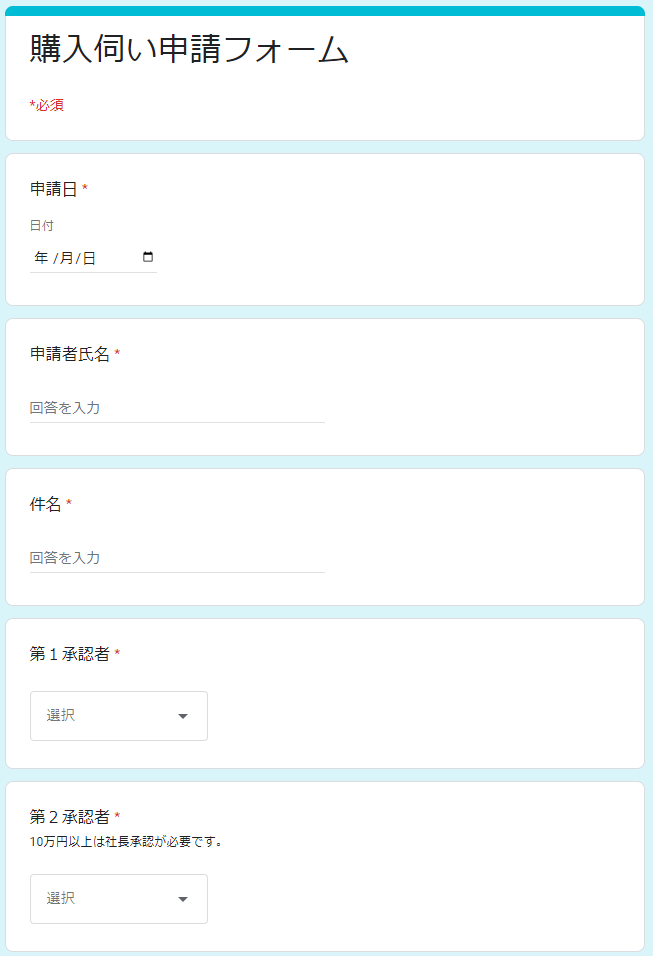 購入伺い申請フォーム
*必須
申請日 *
日付
年 /月/日
申請者氏名 *
回答を入力
件名 *
回答を入力
第１承認者 *
選択
第２承認者 *
10万円以上は社長承認が必要です。
選択